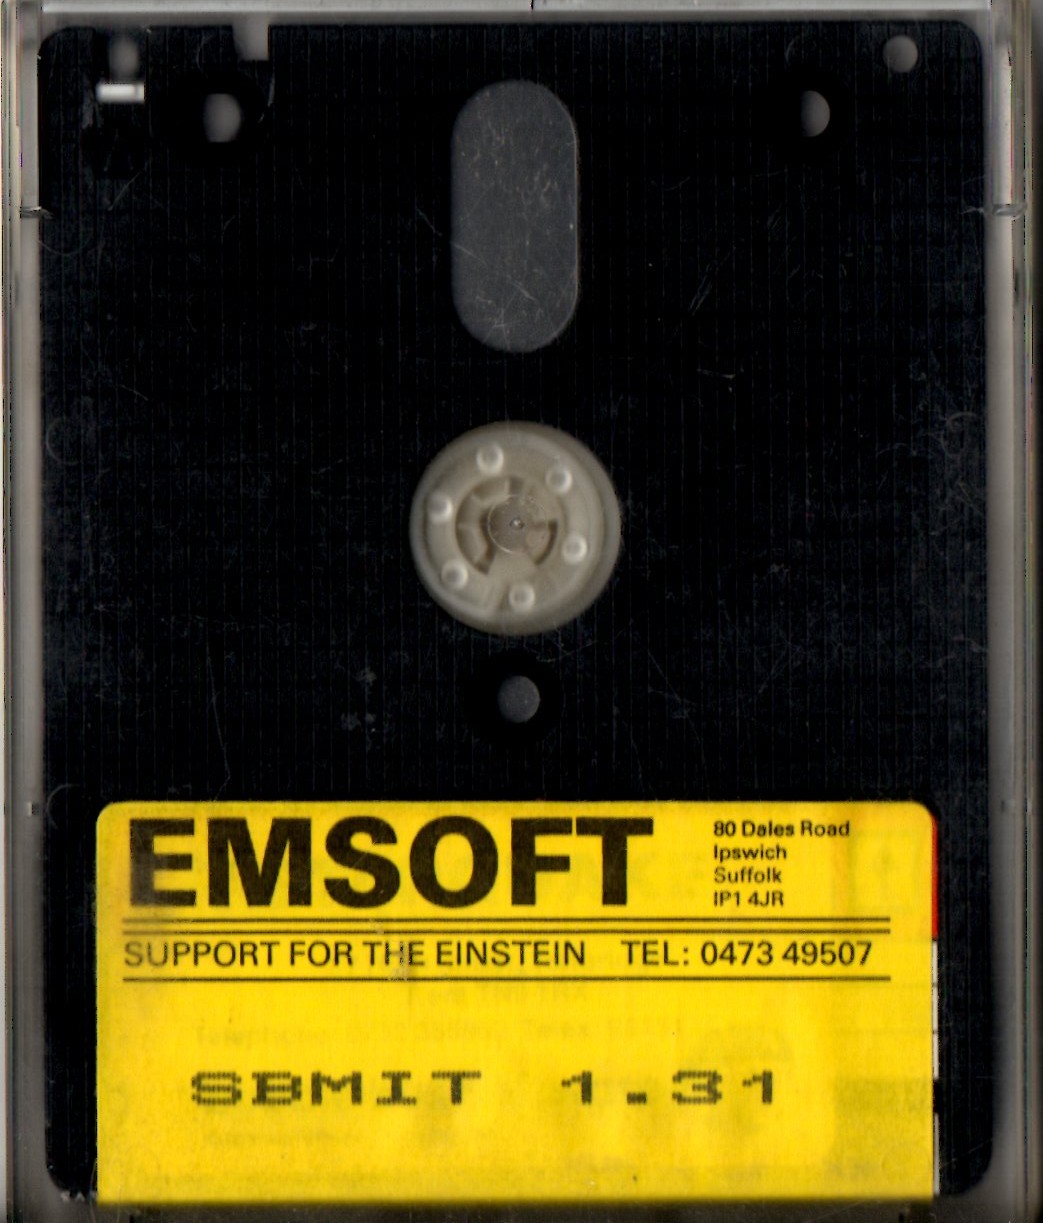 EMSOFT
80 Dales Road
Ipswich
Suffolk
IP1 4JR
SUPPORT FOR THE EINSTEIN TEL: 0473 49507
SBMIT 1.31